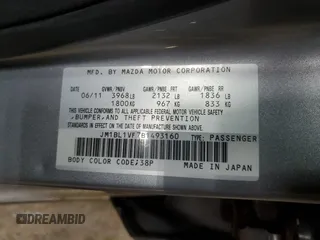 MFD. BY MAZDA MOTOR CORPORATION
GVWR/PNBV GAWR/PNBE FRT GAWR/PNBE RR
06/11 3968LB 2132 LB 1836 LB
1800KG 967 KG 833 KG
THIS VEHICLE CONFORMS TO ALL APPLICABLE FEDERAL MOTOR VEHICLE SAFETY,
BUMPER, AND THEFT PREVENTION STANDARDS IN EFFECT ON THE DATE OF MANUFACTURE SHOWN ABOVE.
JM1BL1VF7B1493160 TYPE: PASSENGER
BODY COLOR CODE/38P
MADE IN JAPAN